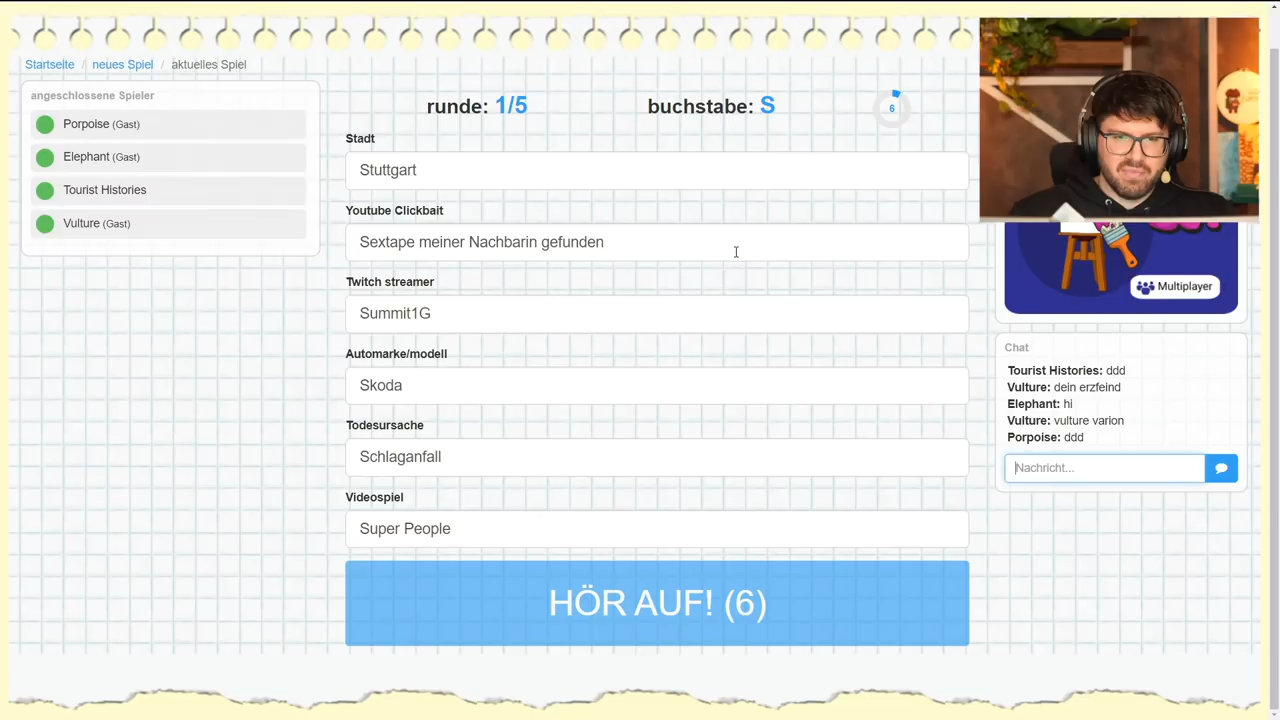 Startseite / neues Spiel / aktuelles Spiel
angeschlossene Spieler
Porpoise (Gast)
Elephant (Gast)
Tourist Histories
Vulture (Gast)
runde: 1/5
buchstabe: S
6
Stadt
Stuttgart
Youtube Clickbait
Sextape meiner Nachbarin gefunden
Twitch streamer
Summit1G
Automarke/modell
Skoda
Todesursache
Schlaganfall
Videospiel
Super People
HÖR AUF! (6)
Multiplayer
Chat
Tourist Histories: ddd
Vulture: dein erzfeind
Elephant: hi
Vulture: vulture varion
Porpoise: ddd
Nachricht...